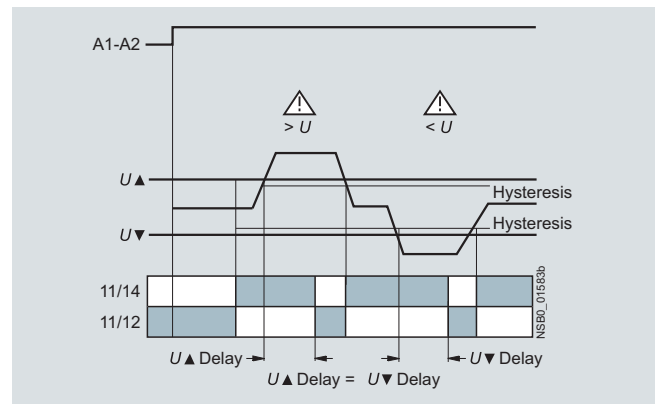 A1-A2
> U
< U
U▲
Hysteresis
Hysteresis
U▼
11/14
11/12
NSB0_01583b
U▲ Delay
U▼ Delay
U▲ Delay = U▼ Delay